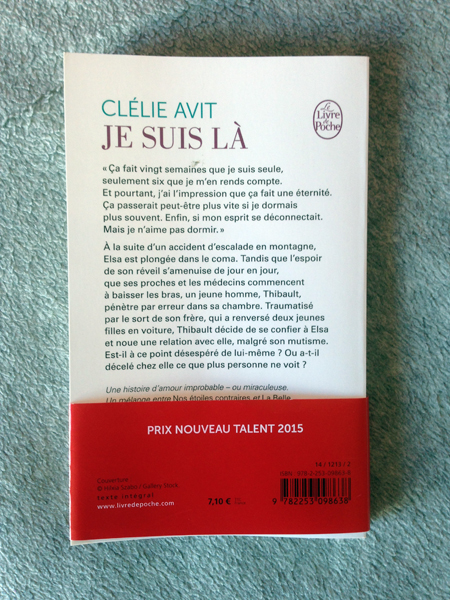 CLÉLIE AVIT
Le
Livre
de
Poche
JE SUIS LÀ
« Ça fait vingt semaines que je suis seule,
seulement six que je m'en rends compte.
Et pourtant, j'ai l'impression que ça fait une éternité.
Ça passerait peut-être plus vite si je dormais
plus souvent. Enfin, si mon esprit se déconnectait.
Mais je n'aime pas dormir. »
À la suite d'un accident d'escalade en montagne,
Elsa est plongée dans le coma. Tandis que l'espoir
de son réveil s'amenuise de jour en jour,
que ses proches et les médecins commencent
à baisser les bras, un jeune homme, Thibault,
pénètre par erreur dans sa chambre. Traumatisé
par le sort de son frère, qui a renversé deux jeunes
filles en voiture, Thibault décide de se confier à Elsa
et noue une relation avec elle, malgré son mutisme.
Est-il à ce point désespéré de lui-même ? Ou a-t-il
décelé chez elle ce que plus personne ne voit ?
Une histoire d'amour improbable – ou miraculeuse.
Un mélange entre Nos étoiles contraires et La Belle
PRIX NOUVEAU TALENT 2015
Couverture :
Gallery Stock.
texte intégral
www.livredepoche.com
7,10 €
ISBN : 978-2-253-09863-8
9 782253 098638